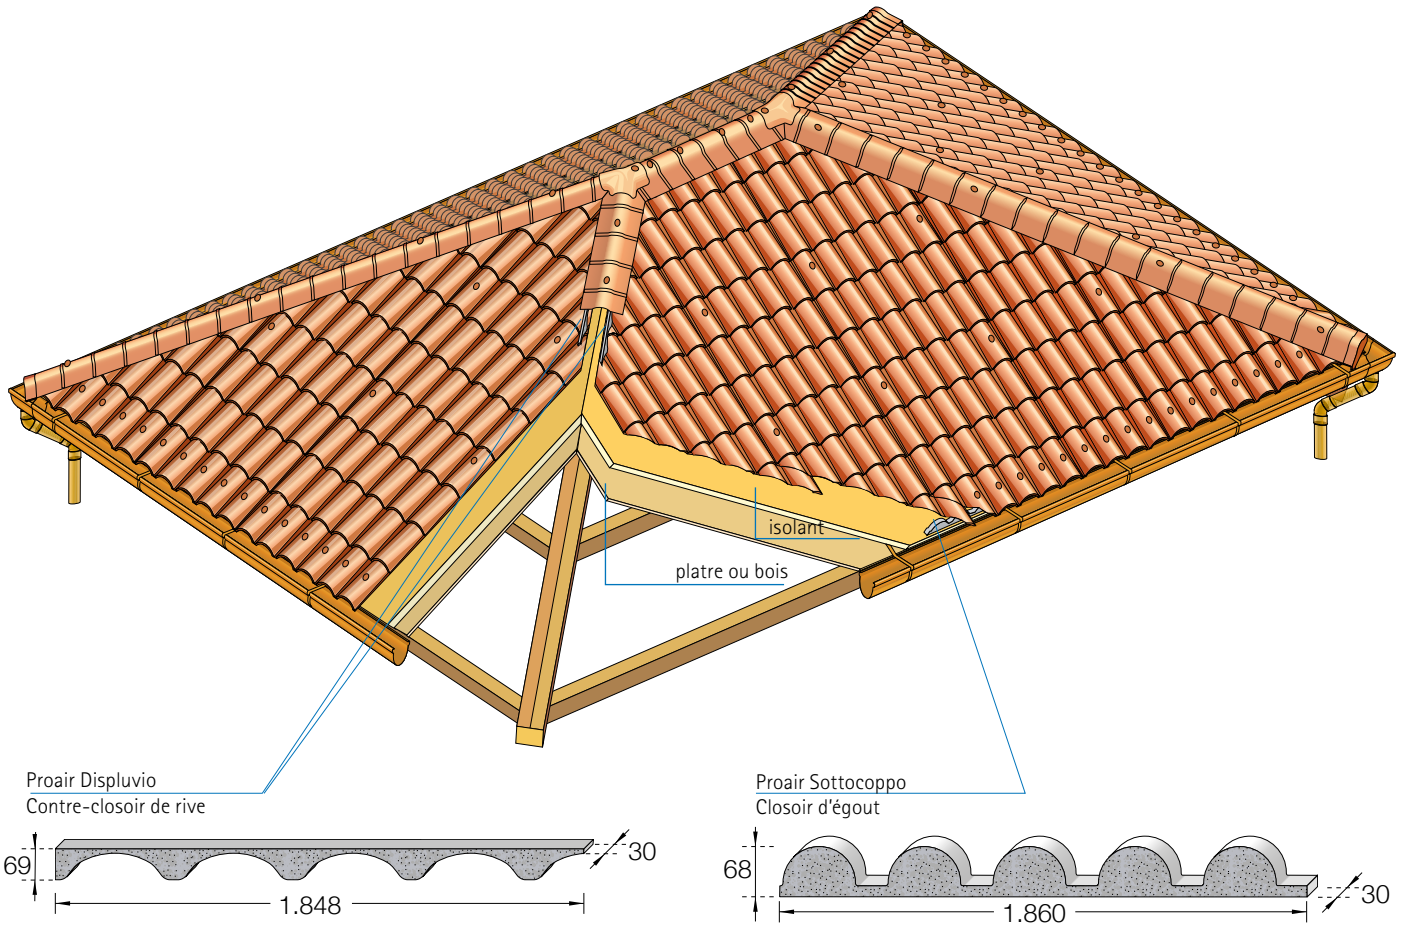 isolant
platre ou bois
Proair Displuvio
Contre-closoir de rive
Proair Sottocoppo
Closoir d'égout
69
30
1.848
68
30
1.860